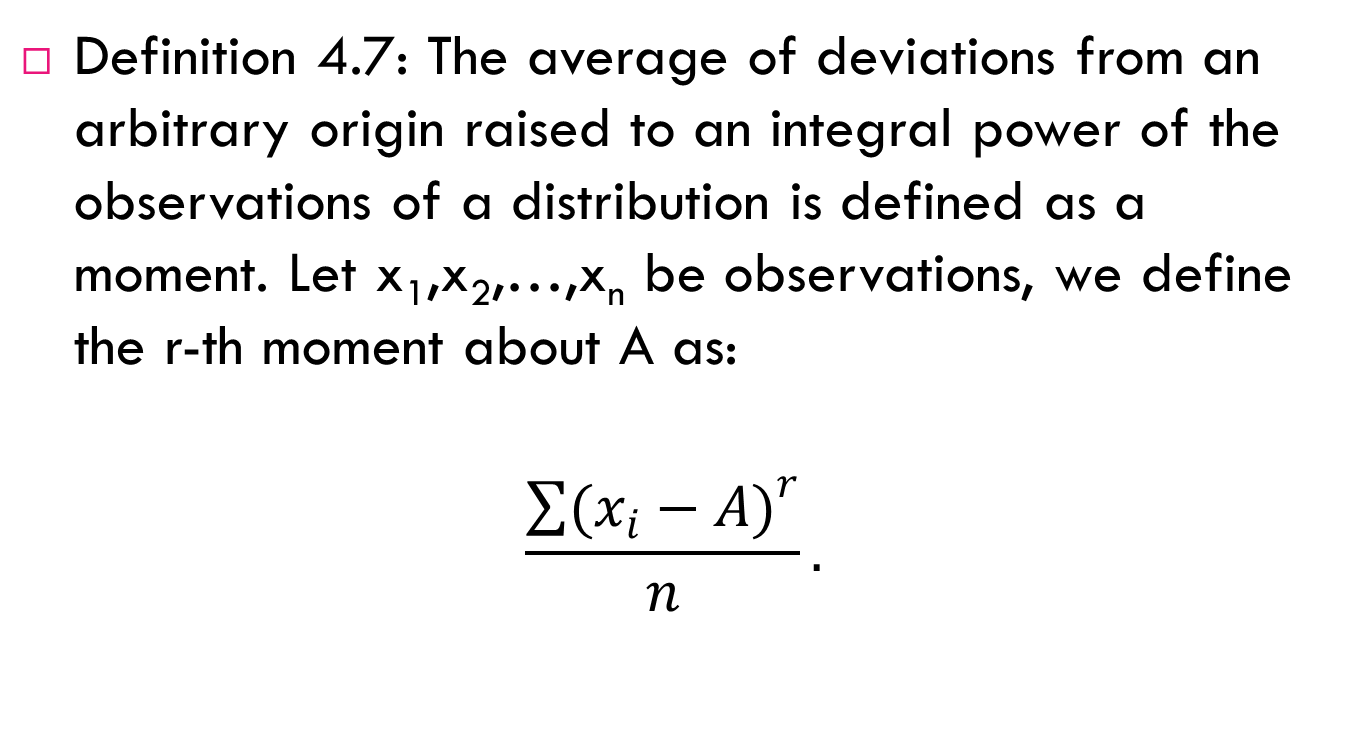 Definition 4.7: The average of deviations from an
arbitrary origin raised to an integral power of the
observations of a distribution is defined as a
moment. Let x₁,x₂,…,xₙ be observations, we define
the r-th moment about A as:
∑(xᵢ − A)ʳ
n
.